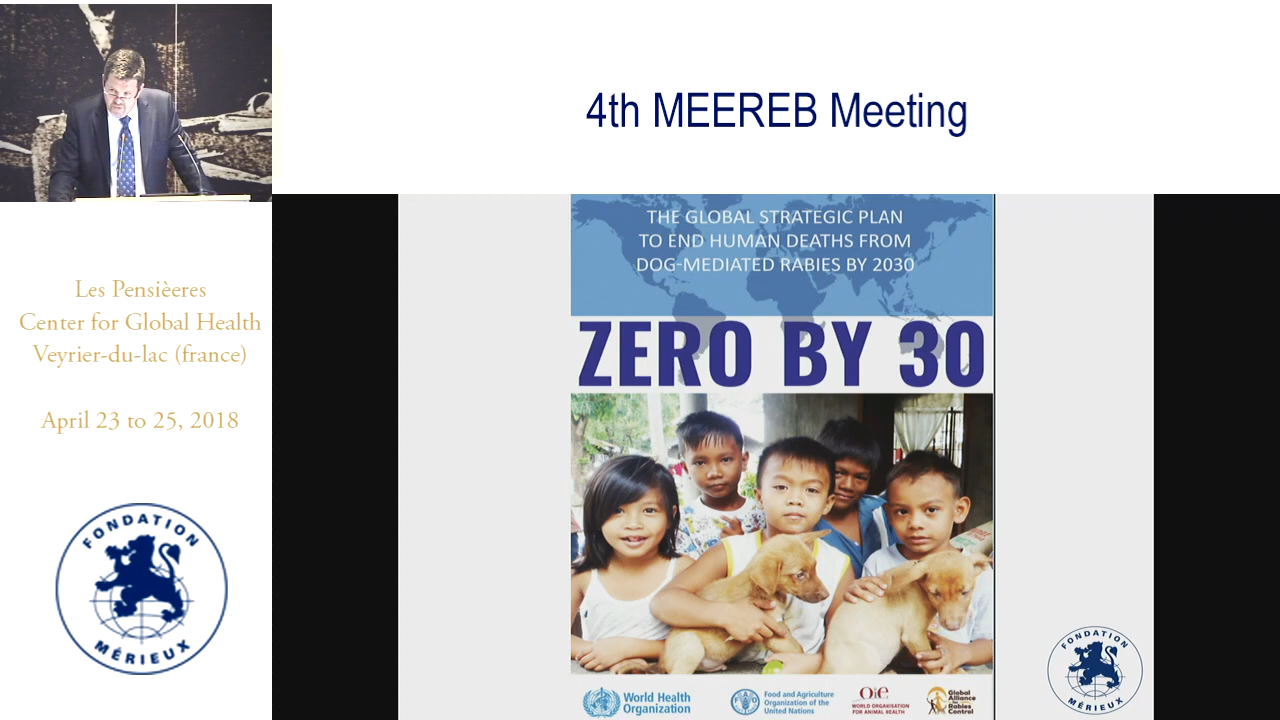 4th MEEREB Meeting
Les Pensièeres
Center for Global Health
Veyrier-du-lac (france)
April 23 to 25, 2018
FONDATION
MÉRIEUX
THE GLOBAL STRATEGIC PLAN
TO END HUMAN DEATHS FROM
DOG-MEDIATED RABIES BY 2030
ZERO BY 30
World Health
Organization
FAO
Food and Agriculture
Organization of the
United Nations
Oie
WORLD ORGANISATION
FOR ANIMAL HEALTH
Global
Alliance
for
Rabies
Control
FONDATION
MÉRIEUX